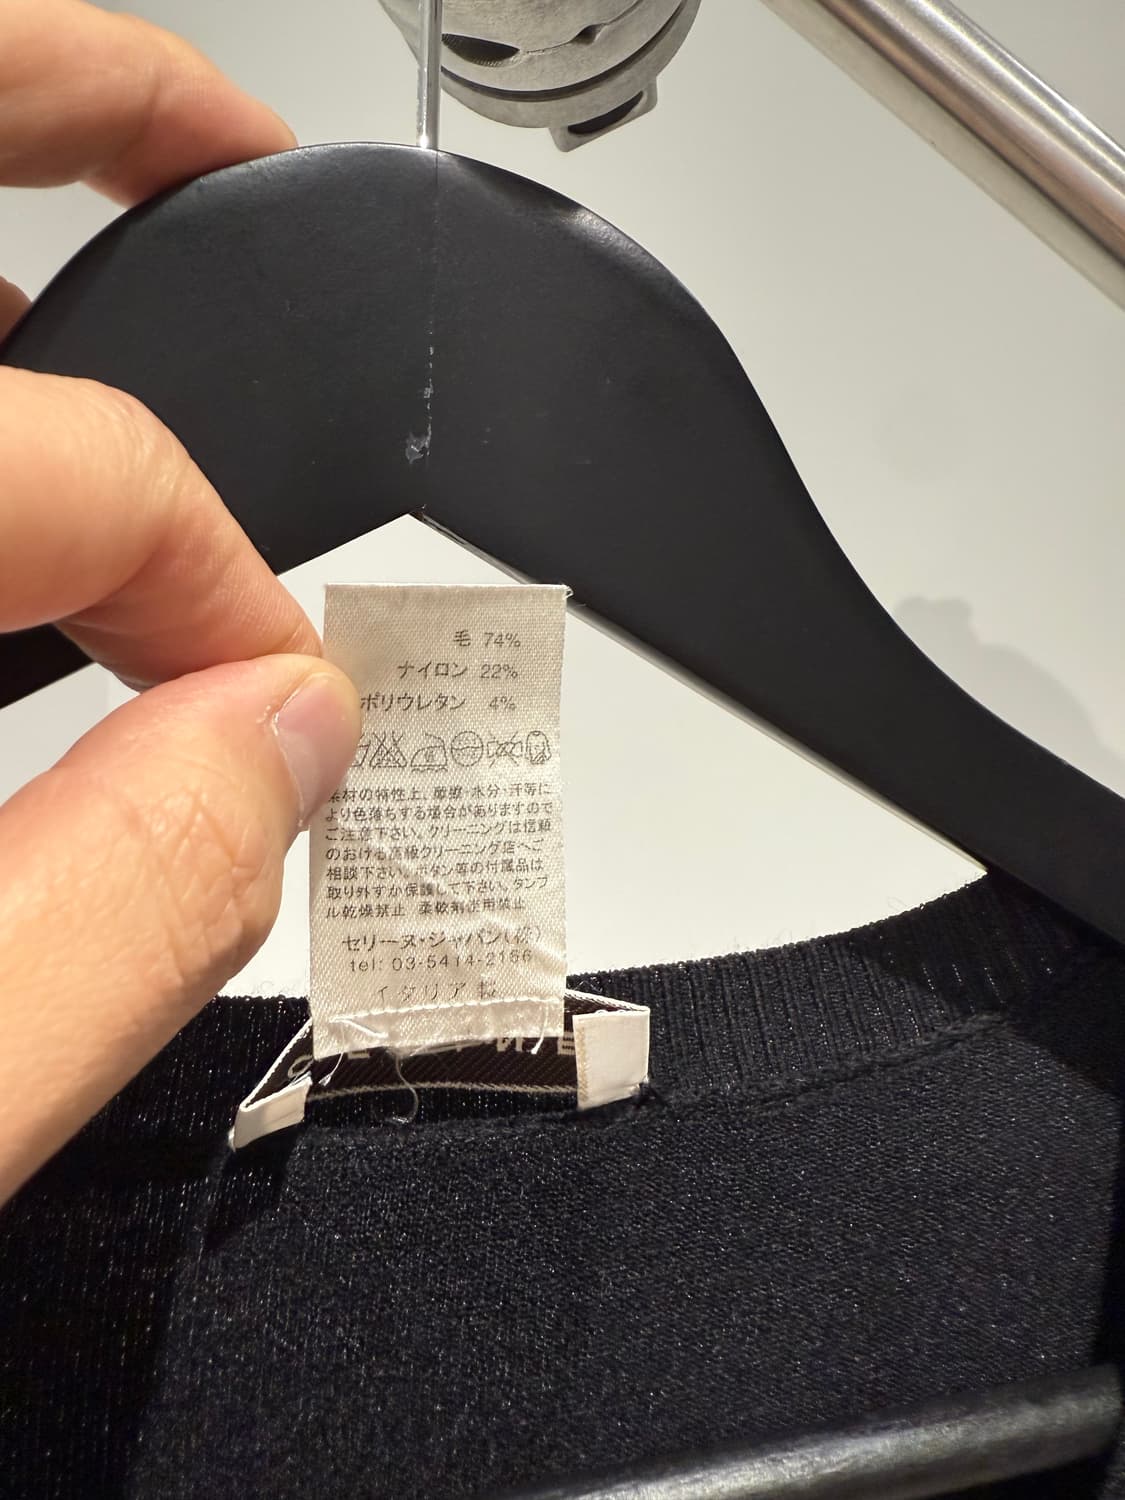 毛 74%
ナイロン 22%
ポリウレタン 4%
素材の特性上、摩擦・水分・汗等に
より色落ちする場合がありますので
ご注意下さい。クリーニングは信頼
のおける高級クリーニング店へご
相談下さい。ボタン等の付属品は
取り外すか保護して下さい。タンブ
ル乾燥禁止 柔軟剤使用禁止
セリーヌ・ジャパン(株)
tel: 03-5414-2166
イタリア製